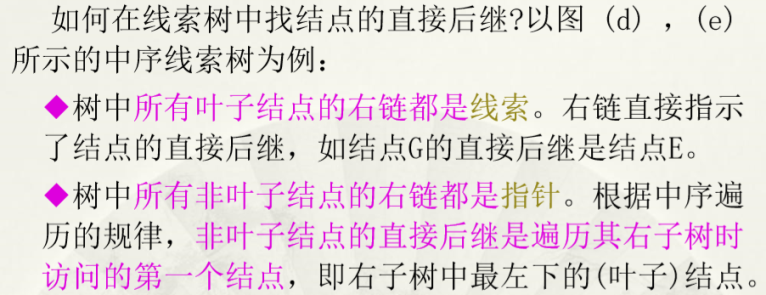 如何在线索树中找结点的直接后继?以图 (d) ，(e)
所示的中序线索树为例：
◆树中所有叶子结点的右链都是线索。右链直接指示
了结点的直接后继，如结点G的直接后继是结点E。
◆树中所有非叶子结点的右链都是指针。根据中序遍
历的规律，非叶子结点的直接后继是遍历其右子树时
访问的第一个结点，即右子树中最左下的(叶子)结点。